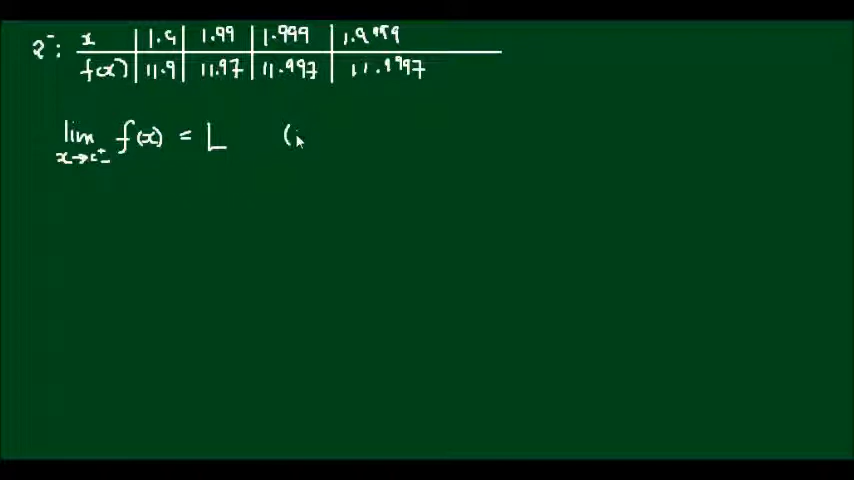 2⁻: x | 1.9 | 1.99 | 1.999 | 1.9999
f(x) | 11.9 | 11.97 | 11.997 | 11.9997
lim f(x) = L (
x→c±